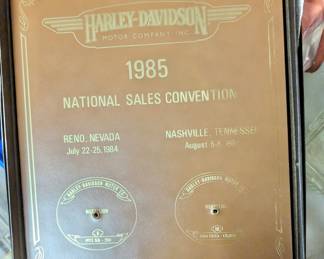 HARLEY-DAVIDSON
MOTOR COMPANY INC.
1985
NATIONAL SALES CONVENTION
RENO, NEVADA
July 22-25, 1984
NASHVILLE, TENNESSEE
August
HARLEY-DAVIDSON MOTOR CO.
HARLEY-DAVIDSON MOTOR CO.